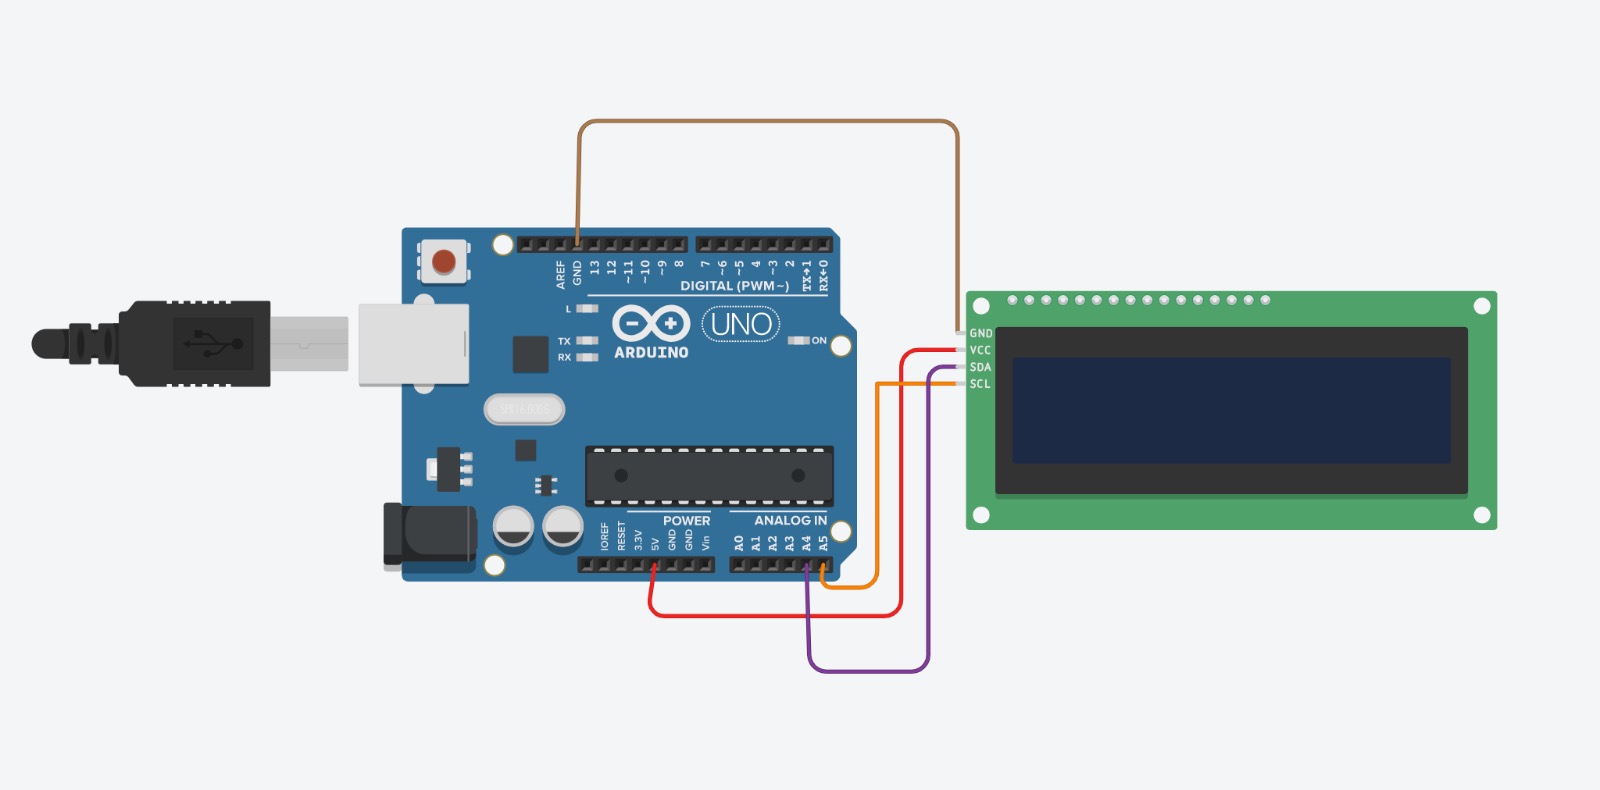 AREF
GND
13
12
~11
~10
~9
8
7
~6
~5
4
~3
2
TX→1
RX←0
DIGITAL (PWM~)
L
TX
RX
ARDUINO
UNO
ON
GND
VCC
SDA
SCL
POWER
ANALOG IN
IOREF
RESET
3.3V
5V
GND
GND
Vin
A0
A1
A2
A3
A4
A5